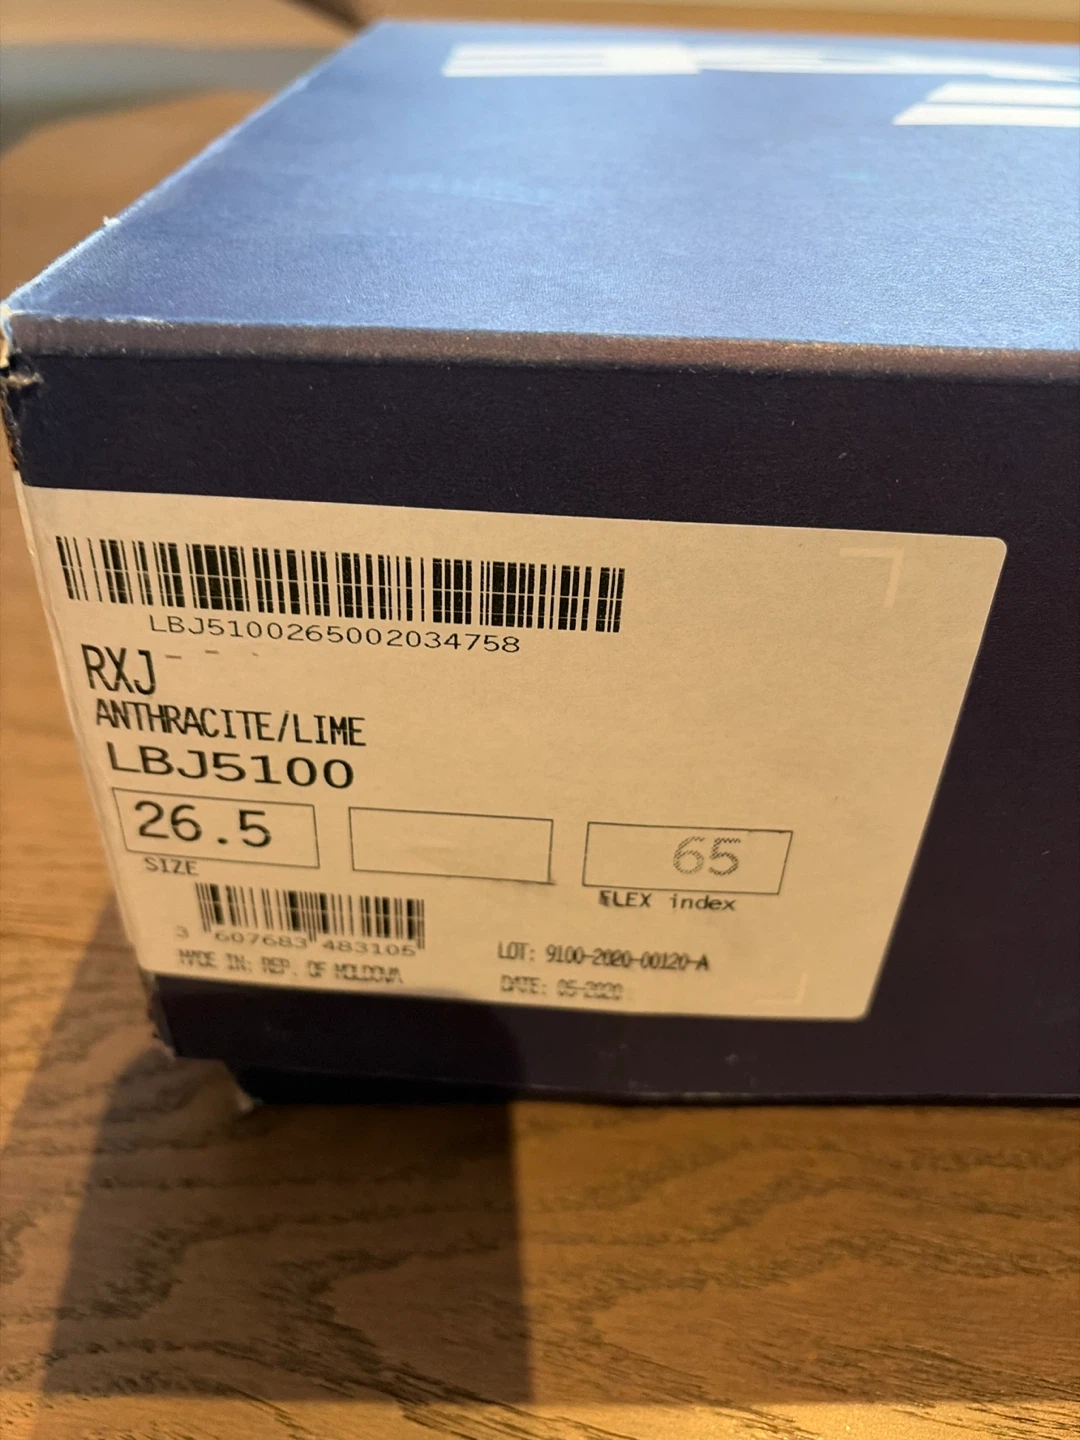 LBJ5100265002034758
RXJ
ANTHRACITE/LIME
LBJ5100
26.5
65
SIZE
FLEX index
3 607683 483105
LOT: 9100-2020-00120-A
MADE IN: REP. OF MOLDOVA
DATE: 05-2020